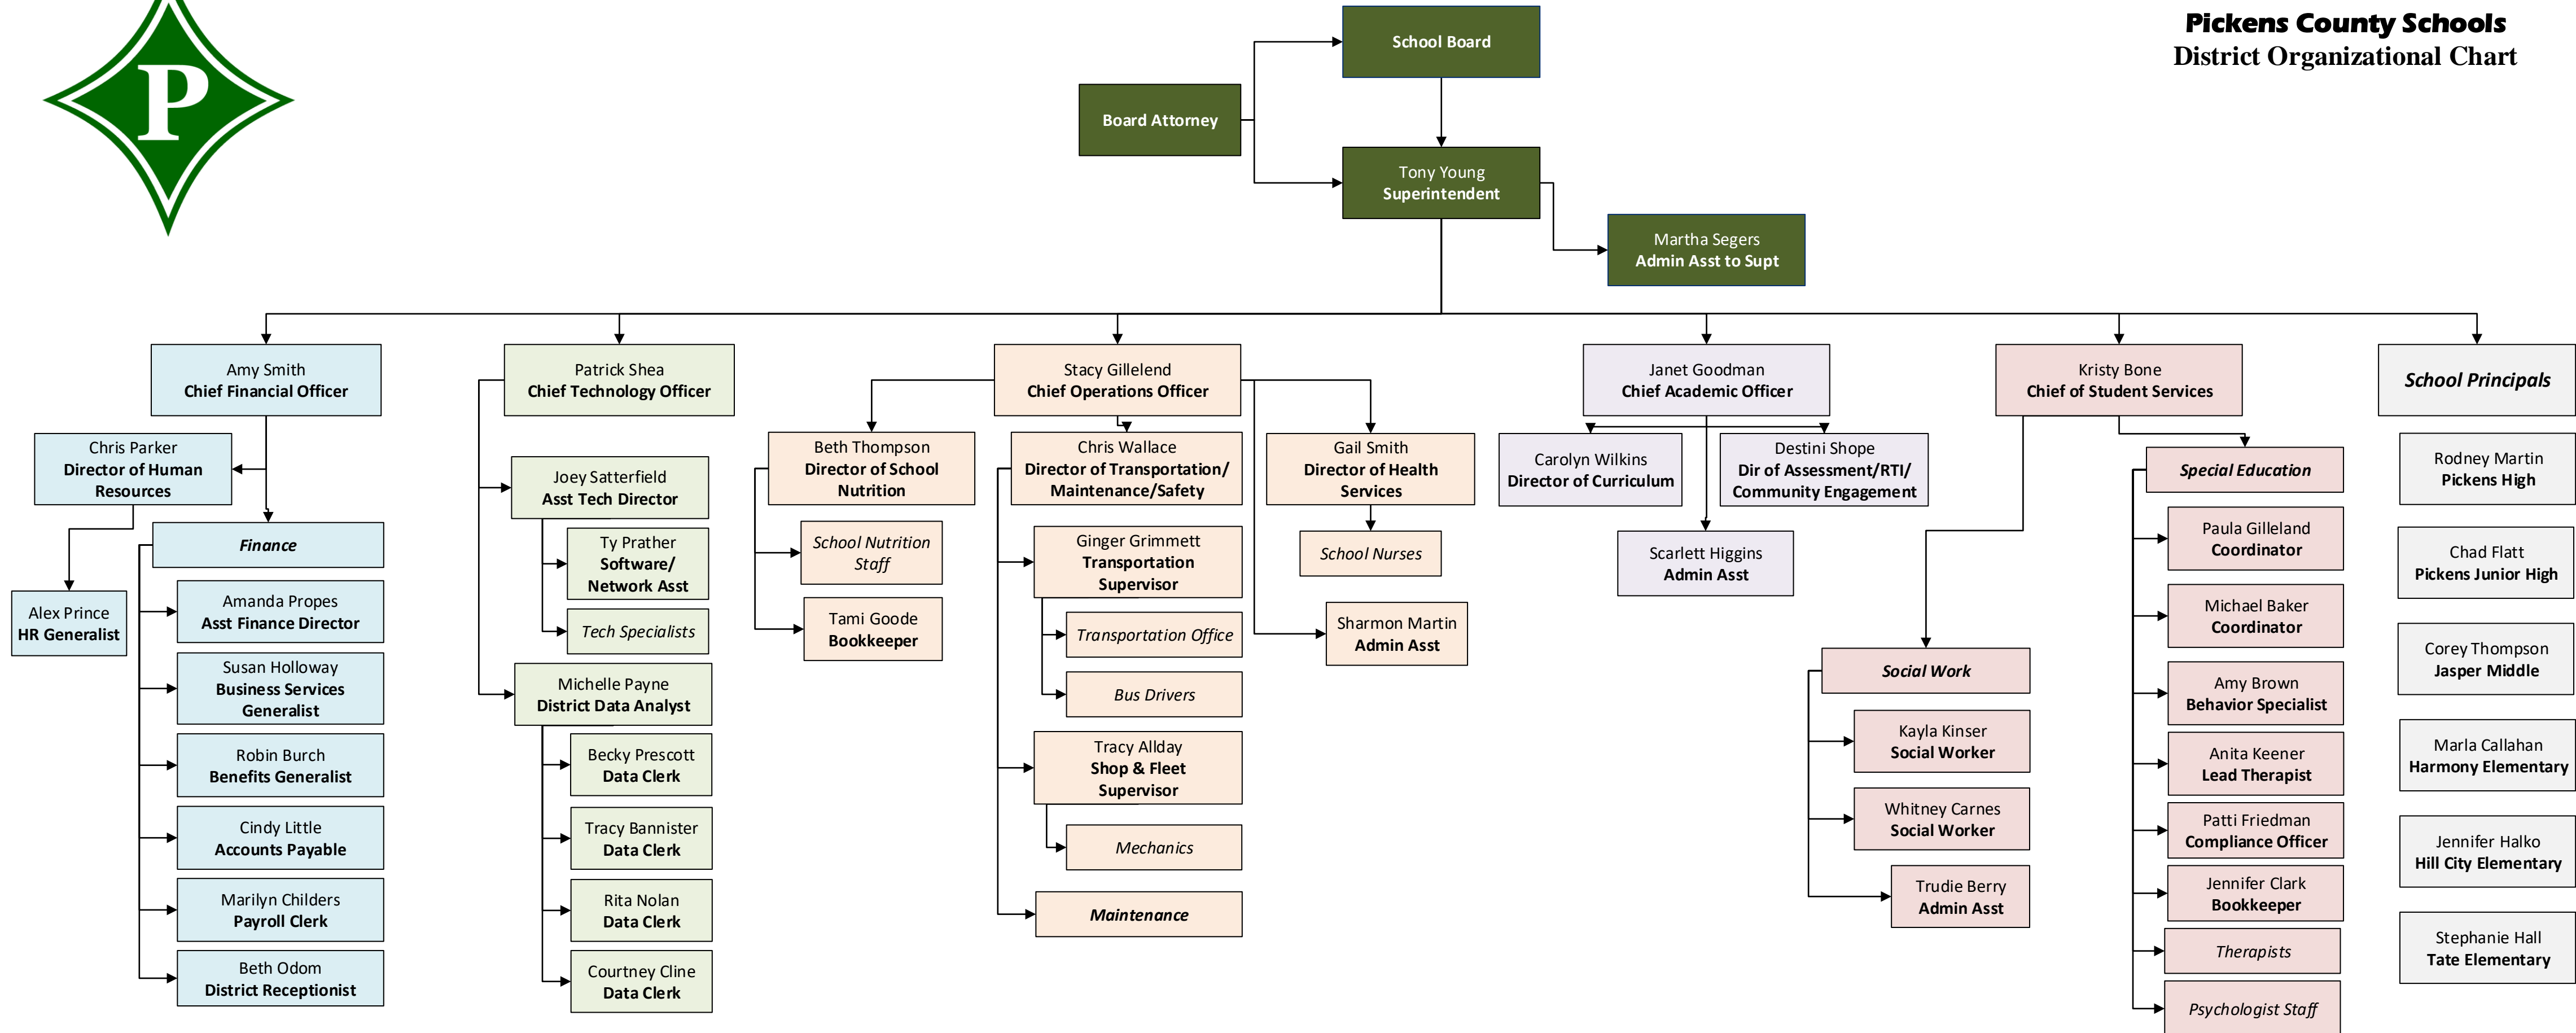 P
Pickens County Schools
District Organizational Chart
School Board
Board Attorney
Tony Young
Superintendent
Martha Segers
Admin Asst to Supt
Amy Smith
Chief Financial Officer
Chris Parker
Director of Human
Resources
Alex Prince
HR Generalist
Finance
Amanda Propes
Asst Finance Director
Susan Holloway
Business Services
Generalist
Robin Burch
Benefits Generalist
Cindy Little
Accounts Payable
Marilyn Childers
Payroll Clerk
Beth Odom
District Receptionist
Patrick Shea
Chief Technology Officer
Joey Satterfield
Asst Tech Director
Ty Prather
Software/
Network Asst
Tech Specialists
Michelle Payne
District Data Analyst
Becky Prescott
Data Clerk
Tracy Bannister
Data Clerk
Rita Nolan
Data Clerk
Courtney Cline
Data Clerk
Stacy Gillelend
Chief Operations Officer
Beth Thompson
Director of School
Nutrition
School Nutrition
Staff
Tami Goode
Bookkeeper
Chris Wallace
Director of Transportation/
Maintenance/Safety
Ginger Grimmett
Transportation
Supervisor
Transportation Office
Bus Drivers
Tracy Allday
Shop & Fleet
Supervisor
Mechanics
Maintenance
Gail Smith
Director of Health
Services
School Nurses
Sharmon Martin
Admin Asst
Janet Goodman
Chief Academic Officer
Carolyn Wilkins
Director of Curriculum
Destini Shope
Dir of Assessment/RTI/
Community Engagement
Scarlett Higgins
Admin Asst
Kristy Bone
Chief of Student Services
Social Work
Kayla Kinser
Social Worker
Whitney Carnes
Social Worker
Trudie Berry
Admin Asst
Special Education
Paula Gilleland
Coordinator
Michael Baker
Coordinator
Amy Brown
Behavior Specialist
Anita Keener
Lead Therapist
Patti Friedman
Compliance Officer
Jennifer Clark
Bookkeeper
Therapists
Psychologist Staff
School Principals
Rodney Martin
Pickens High
Chad Flatt
Pickens Junior High
Corey Thompson
Jasper Middle
Marla Callahan
Harmony Elementary
Jennifer Halko
Hill City Elementary
Stephanie Hall
Tate Elementary